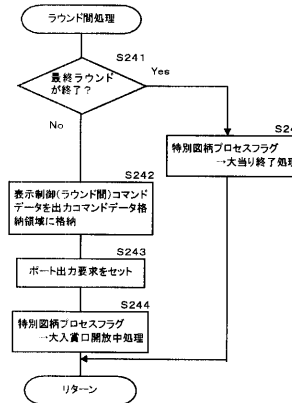 ラウンド間処理
S241
最終ラウンド
が終了？
Yes
No
S24
特別図柄プロセスフラグ
→大当り終了処理
S242
表示制御(ラウンド間)コマンド
データを出力コマンドデータ格
納領域に格納
S243
ポート出力要求をセット
S244
特別図柄プロセスフラグ
→大入賞口開放中処理
リターン